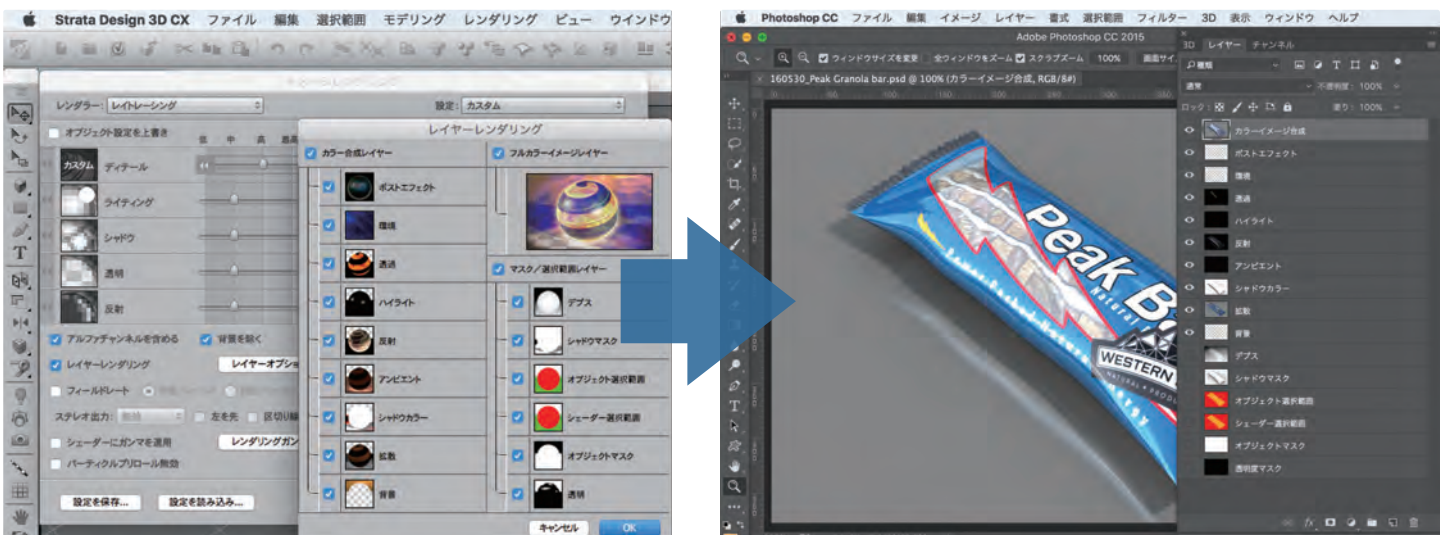 Strata Design 3D CX ファイル 編集 選択範囲 モデリング レンダリング ビュー ウインドウ
レンダラー: レイトレーシング
設定: カスタム
オブジェクト設定を上書き
低 中 高 最高
カスタム ディテール
ライティング
シャドウ
透明
反射
アルファチャンネルを含める
背景を除く
レイヤーレンダリング
レイヤーオプショ
フィールドレート
ステレオ出力: 無効
左を先
区切り線
シェーダーにガンマを適用
レンダリングガン
パーティクルプリロール無効
設定を保存...
設定を読み込み...
レイヤーレンダリング
カラー合成レイヤー
ポストエフェクト
環境
透過
ハイライト
反射
アンビエント
シャドウカラー
拡散
背景
フルカラーイメージレイヤー
マスク/選択範囲レイヤー
デプス
シャドウマスク
オブジェクト選択範囲
シェーダー選択範囲
オブジェクトマスク
透明
キャンセル
OK
Photoshop CC ファイル 編集 イメージ レイヤー 書式 選択範囲 フィルター 3D 表示 ウィンドウ ヘルプ
Adobe Photoshop CC 2015
ウィンドウサイズを変更 全ウィンドウをズーム スクラブズーム 100% 画面サイ
160530_Peak Granola bar.psd @ 100% (カラーイメージ合成, RGB/8#)
Peak B
Natural
WESTERN
3D レイヤー チャンネル
種類
通常
不透明度: 100%
ロック:
塗り: 100%
カラーイメージ合成
ポストエフェクト
環境
透過
ハイライト
反射
アンビエント
シャドウカラー
拡散
背景
デプス
シャドウマスク
オブジェクト選択範囲
シェーダー選択範囲
オブジェクトマスク
透明度マスク